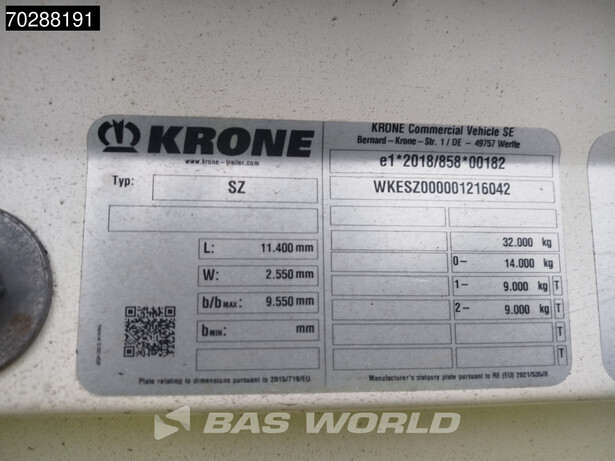 70288191
KRONE
www.krone-trailer.com
KRONE Commercial Vehicle SE
Bernard-Krone-Str. 1 / DE - 49757 Werlte
e1*2018/858*00182
Typ: SZ
WKESZ000001216042
32.000 kg
L: 11.400 mm
0- 14.000 kg
W: 2.550 mm
1- 9.000 kg T
b/bMAX: 9.550 mm
2- 9.000 kg T
bMIN: mm
T
T
Plate relating to dimensions pursuant to 2015/719/EU
Manufacturer's statutory plate pursuant to RE (EU) 2021/535/II
BAS WORLD